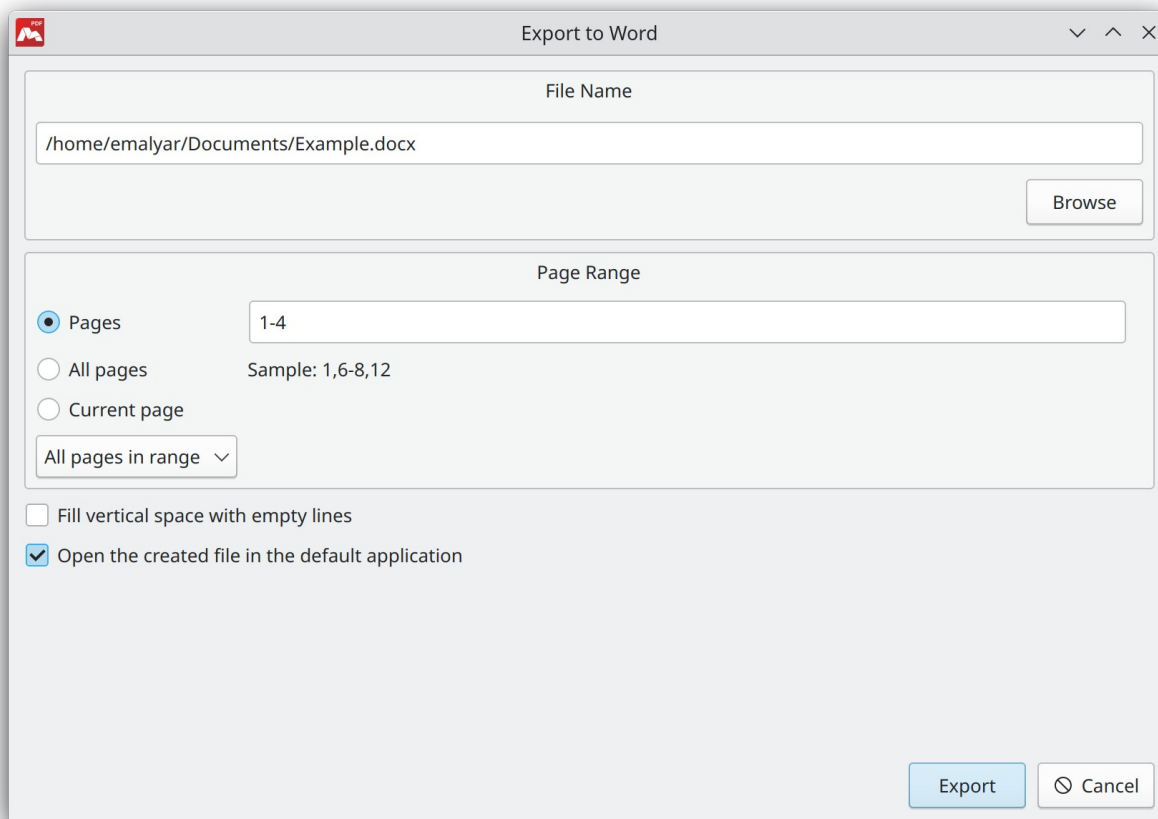 PDF
Export to Word
File Name
/home/emalyar/Documents/Example.docx
Browse
Page Range
Pages
1-4
All pages
Sample: 1,6-8,12
Current page
All pages in range
Fill vertical space with empty lines
Open the created file in the default application
Export
Cancel